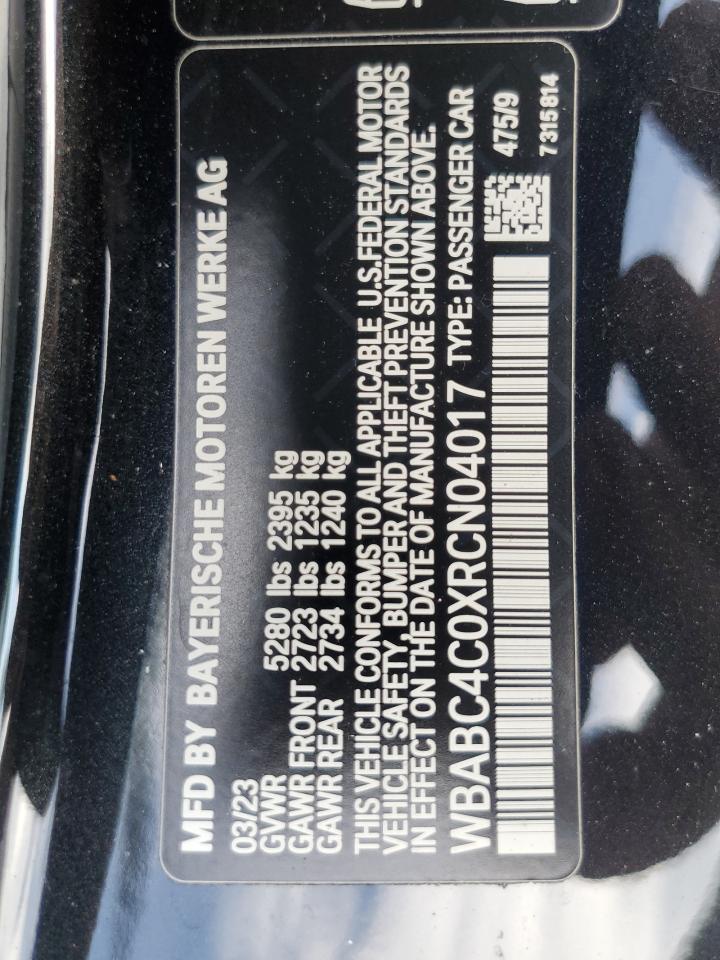 MFD BY BAYERISCHE MOTOREN WERKE AG
03/23
GVWR 5280 lbs 2395 kg
GAWR FRONT 2723 lbs 1235 kg
GAWR REAR 2734 lbs 1240 kg
THIS VEHICLE CONFORMS TO ALL APPLICABLE U.S.FEDERAL MOTOR
VEHICLE SAFETY, BUMPER AND THEFT PREVENTION STANDARDS
IN EFFECT ON THE DATE OF MANUFACTURE SHOWN ABOVE.
WBABC4C0XRCN04017 TYPE: PASSENGER CAR
475/9
7315814